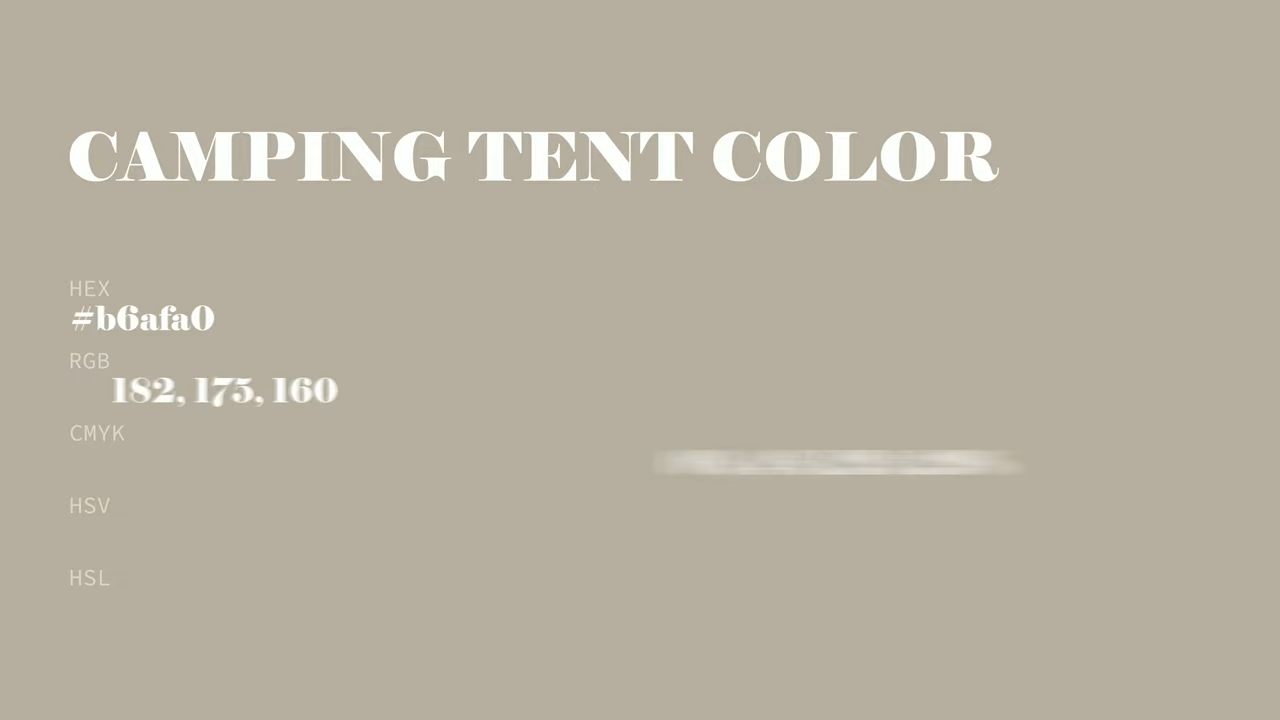 CAMPING TENT COLOR
HEX
#b6afa0
RGB
182, 175, 160
CMYK
HSV
HSL